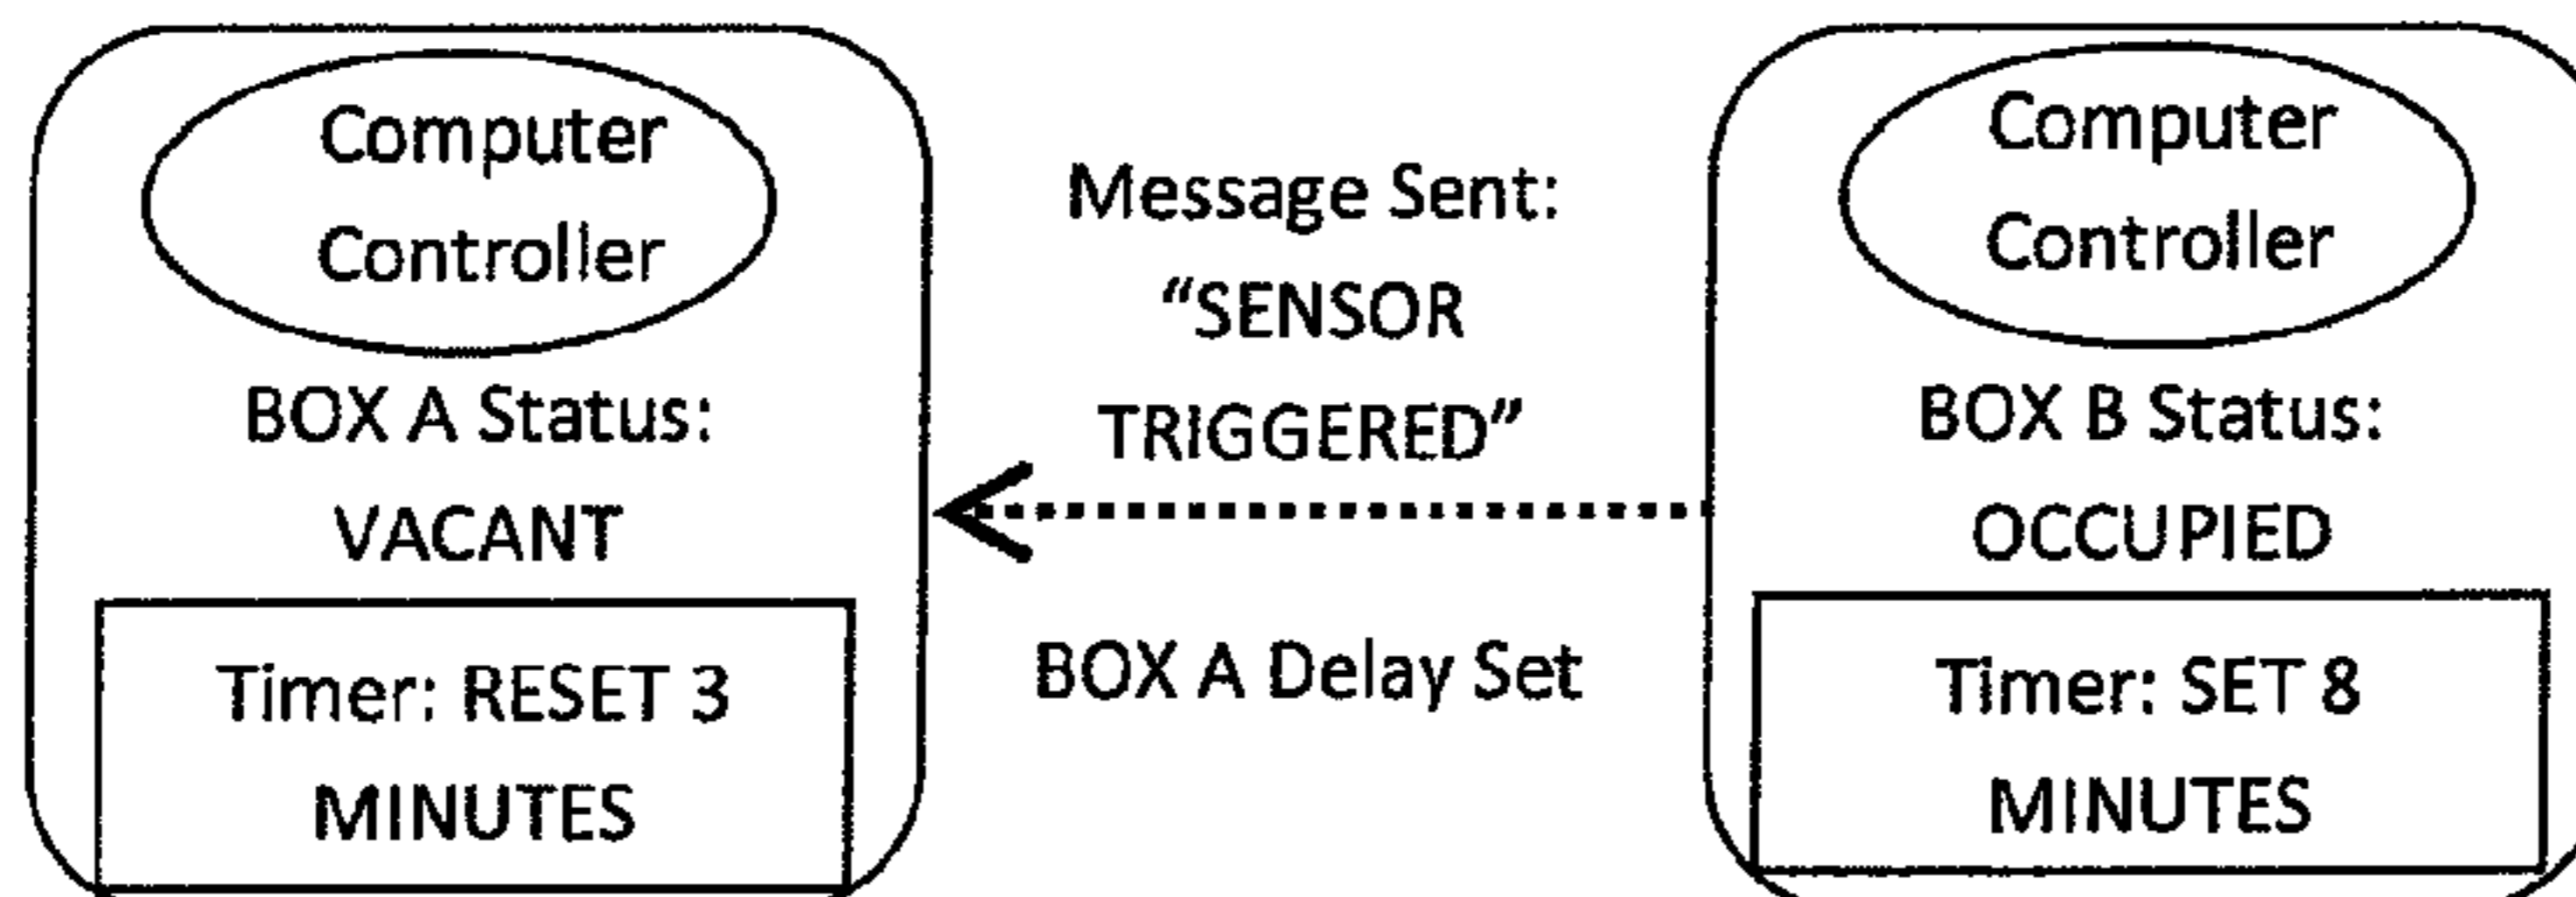 Computer
Controller
BOX A Status:
VACANT
Timer: RESET 3
MINUTES
Message Sent:
“SENSOR
TRIGGERED”
BOX A Delay Set
Computer
Controller
BOX B Status:
OCCUPIED
Timer: SET 8
MINUTES